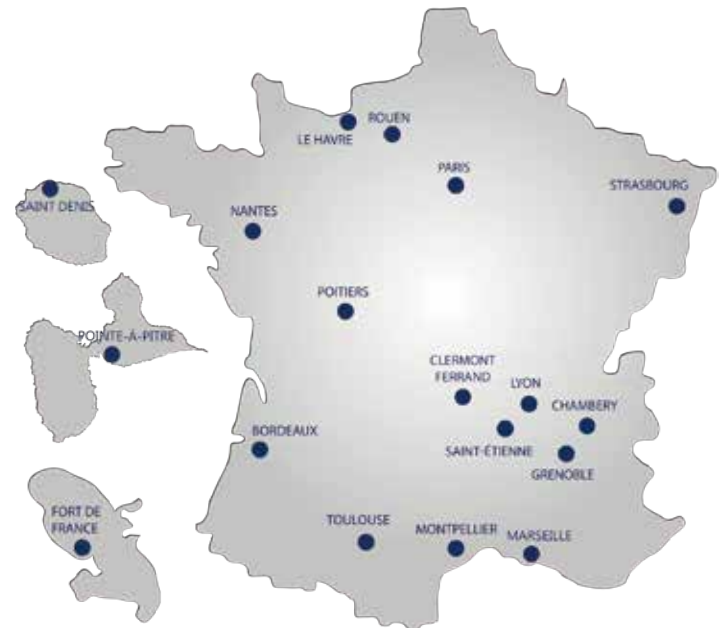 ROUEN
LE HAVRE
PARIS
STRASBOURG
SAINT DENIS
NANTES
POITIERS
POINTE-À-PITRE
CLERMONT
FERRAND
LYON
CHAMBERY
BORDEAUX
SAINT-ÉTIENNE
GRENOBLE
FORT DE
FRANCE
TOULOUSE
MONTPELLIER
MARSEILLE